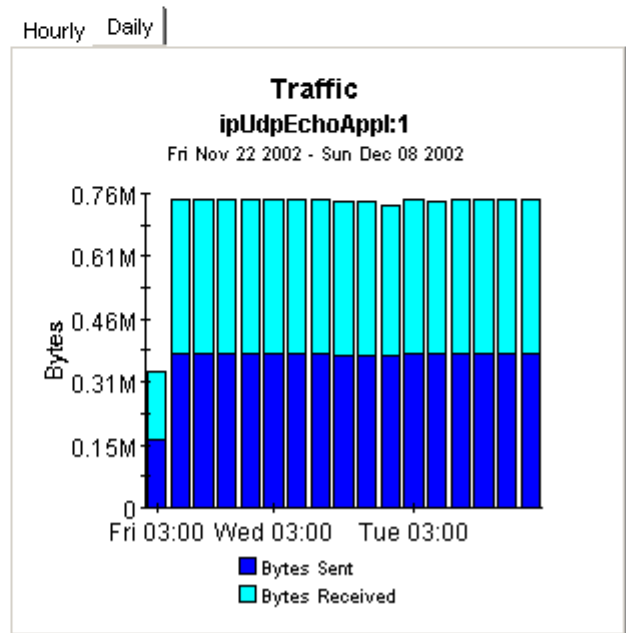 Hourly Daily
Traffic
ipUdpEchoAppl:1
Fri Nov 22 2002 - Sun Dec 08 2002
0.76M
0.61M
0.46M
0.31M
0.15M
0
Bytes
Fri 03:00 Wed 03:00 Tue 03:00
Bytes Sent
Bytes Received